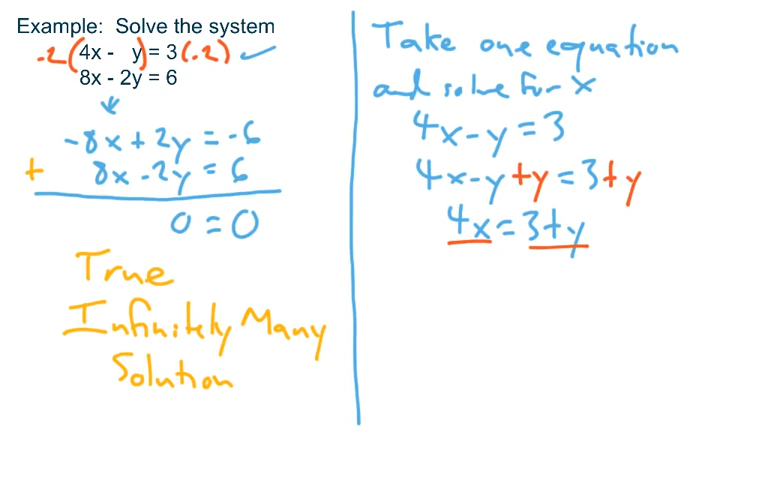 Example: Solve the system
-2(4x - y) = 3(-2) ✓
8x - 2y = 6
-8x + 2y = -6
+ 8x - 2y = 6
0 = 0
True
Infinitely Many
Solution
Take one equation
and solve for x
4x - y = 3
4x - y + y = 3 + y
4x = 3 + y